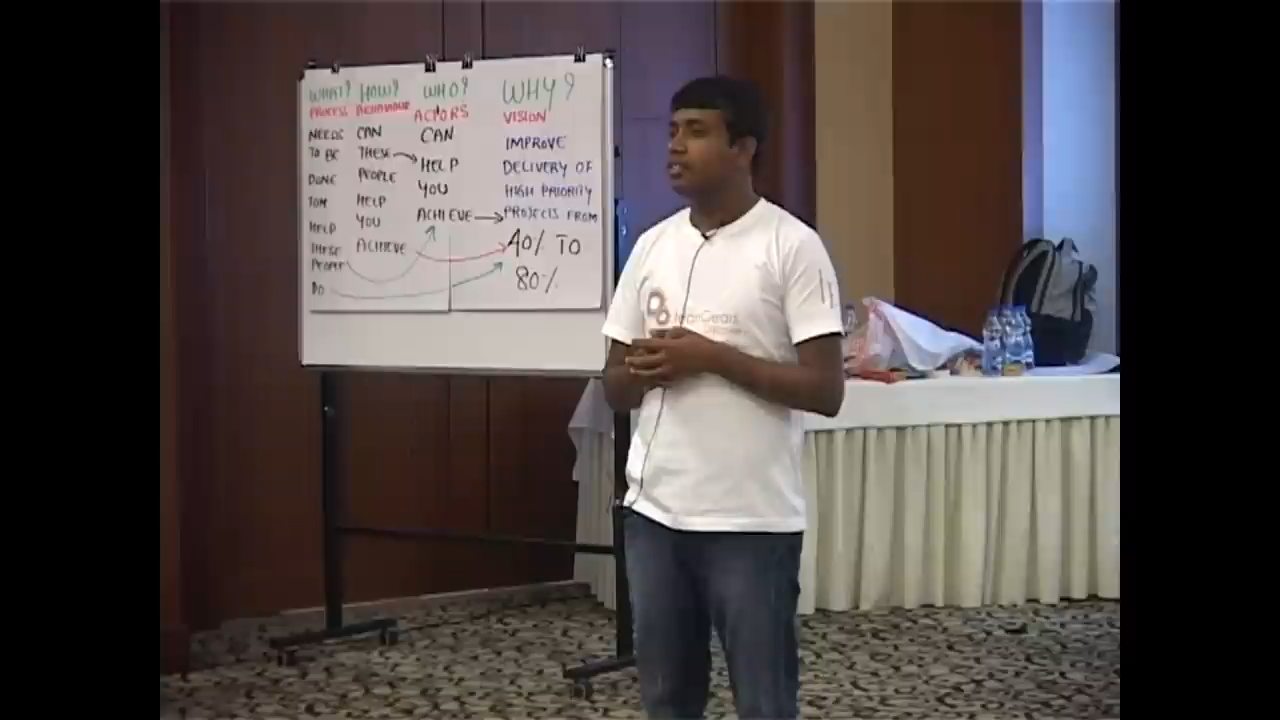 WHAT?
PROCESS
NEEDS
TO BE
DONE
TOM
HELP
THESE
PEOPLE
DO
HOW?
BEHAVIOUR
CAN
THESE
PEOPLE
HELP
YOU
ACHIEVE
WHO?
ACTORS
CAN
HELP
YOU
ACHIEVE
WHY?
VISION
IMPROVE
DELIVERY OF
HIGH PRIORITY
PROJECTS FROM
40% TO
80%